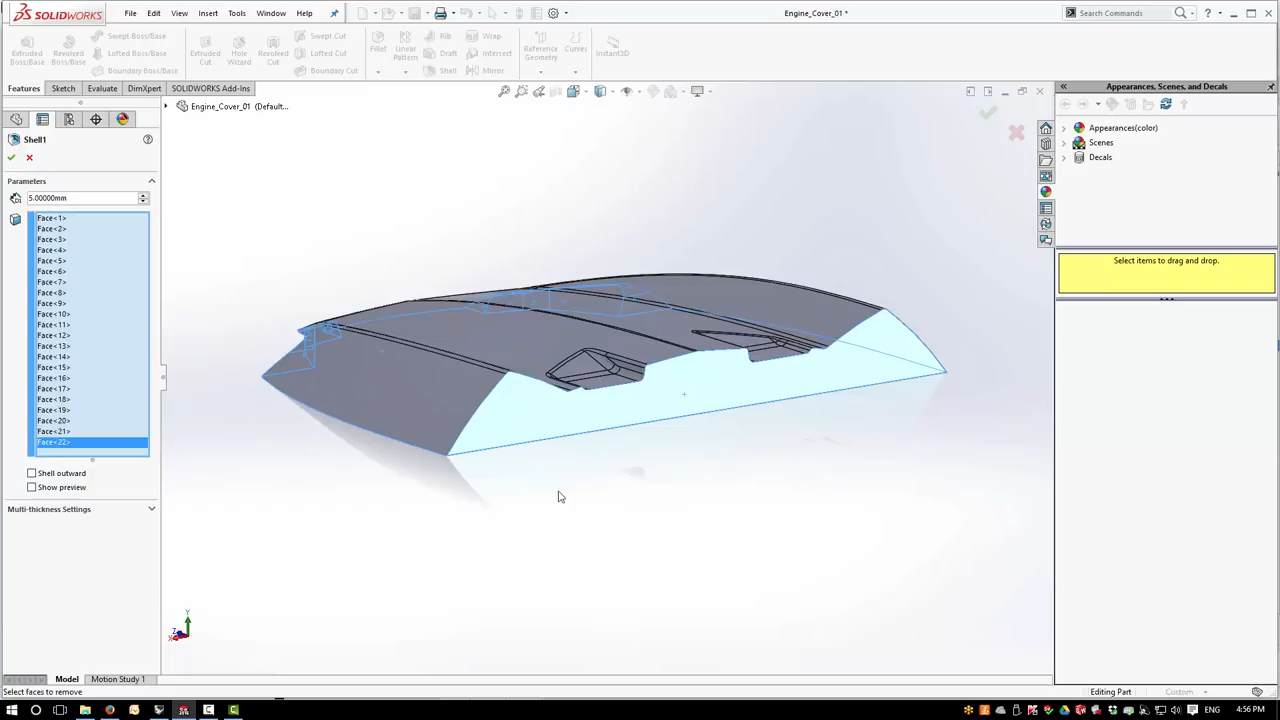 SOLIDWORKS File Edit View Insert Tools Window Help Engine_Cover_01 * Search Commands
Extruded Boss/Base
Revolved Boss/Base
Swept Boss/Base
Lofted Boss/Base
Boundary Boss/Base
Extruded Cut
Hole Wizard
Revolved Cut
Swept Cut
Lofted Cut
Boundary Cut
Fillet
Linear Pattern
Rib
Draft
Shell
Wrap
Intersect
Mirror
Reference Geometry
Curves
Instant3D
Features Sketch Evaluate DimXpert SOLIDWORKS Add-Ins
Appearances, Scenes, and Decals
Engine_Cover_01 (Default...
Shell1
Parameters
5.00000mm
Face<1>
Face<2>
Face<3>
Face<4>
Face<5>
Face<6>
Face<7>
Face<8>
Face<9>
Face<10>
Face<11>
Face<12>
Face<13>
Face<14>
Face<15>
Face<16>
Face<17>
Face<18>
Face<19>
Face<20>
Face<21>
Face<22>
Shell outward
Show preview
Multi-thickness Settings
Appearances(color)
Scenes
Decals
Select items to drag and drop.
Y
Z
X
Model Motion Study 1
Select faces to remove Editing Part Custom
ENG 4:56 PM